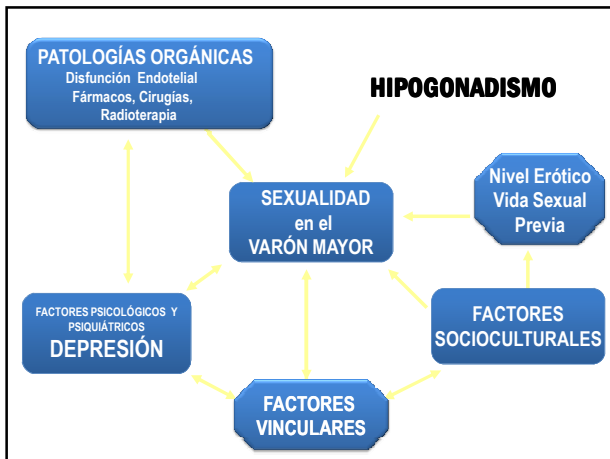 PATOLOGÍAS ORGÁNICAS
Disfunción Endotelial
Fármacos, Cirugías,
Radioterapia
HIPOGONADISMO
SEXUALIDAD
en el
VARÓN MAYOR
Nivel Erótico
Vida Sexual
Previa
FACTORES PSICOLÓGICOS Y
PSIQUIÁTRICOS
DEPRESIÓN
FACTORES
SOCIOCULTURALES
FACTORES
VINCULARES